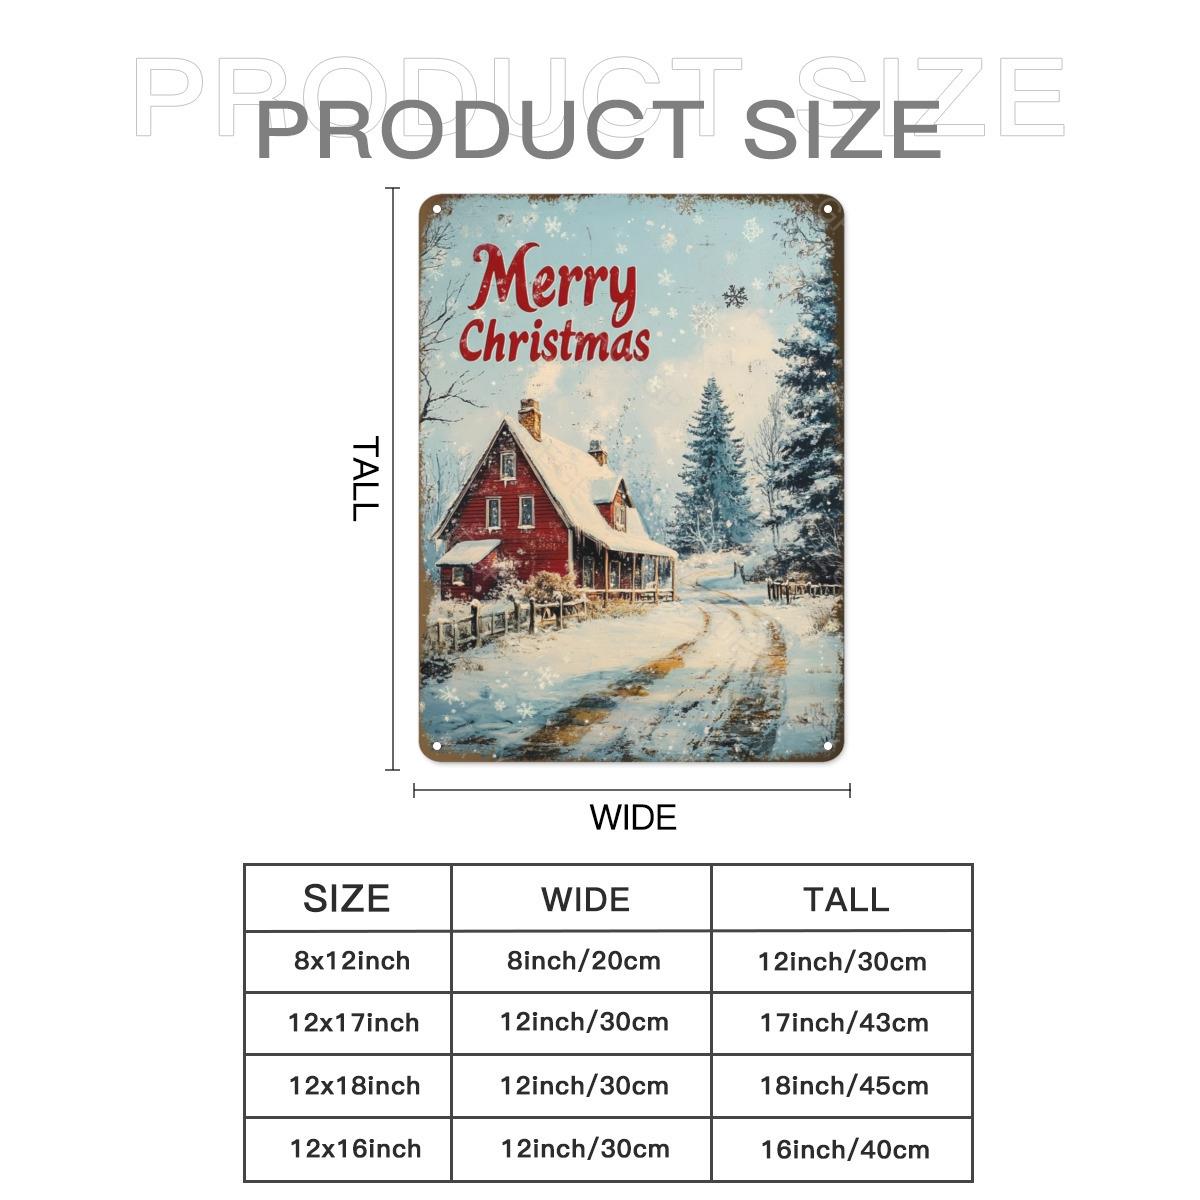 PRODUCT SIZE
PRODUCT SIZE
Merry
Christmas
TALL
WIDE
SIZE WIDE TALL
8x12inch 8inch/20cm 12inch/30cm
12x17inch 12inch/30cm 17inch/43cm
12x18inch 12inch/30cm 18inch/45cm
12x16inch 12inch/30cm 16inch/40cm